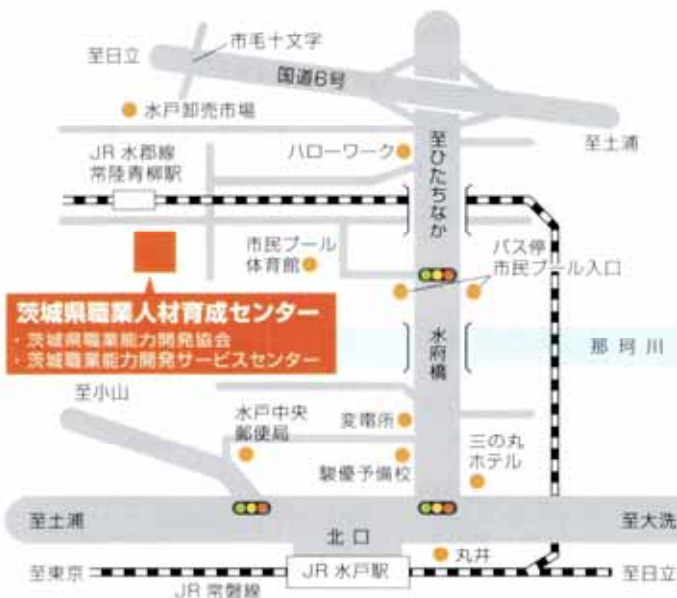 市毛十文字
至日立
国道6号
水戸卸売市場
至土浦
JR 水郡線
常陸青柳駅
ハローワーク
至ひたちなか
市民プール
体育館
バス停
市民プール入口
茨城県職業人材育成センター
・茨城県職業能力開発協会
・茨城職業能力開発サービスセンター
水府橋
那珂川
至小山
水戸中央
郵便局
変電所
駿優予備校
三の丸
ホテル
至土浦
北口
至大洗
丸井
至東京
JR 水戸駅
至日立
JR 常磐線